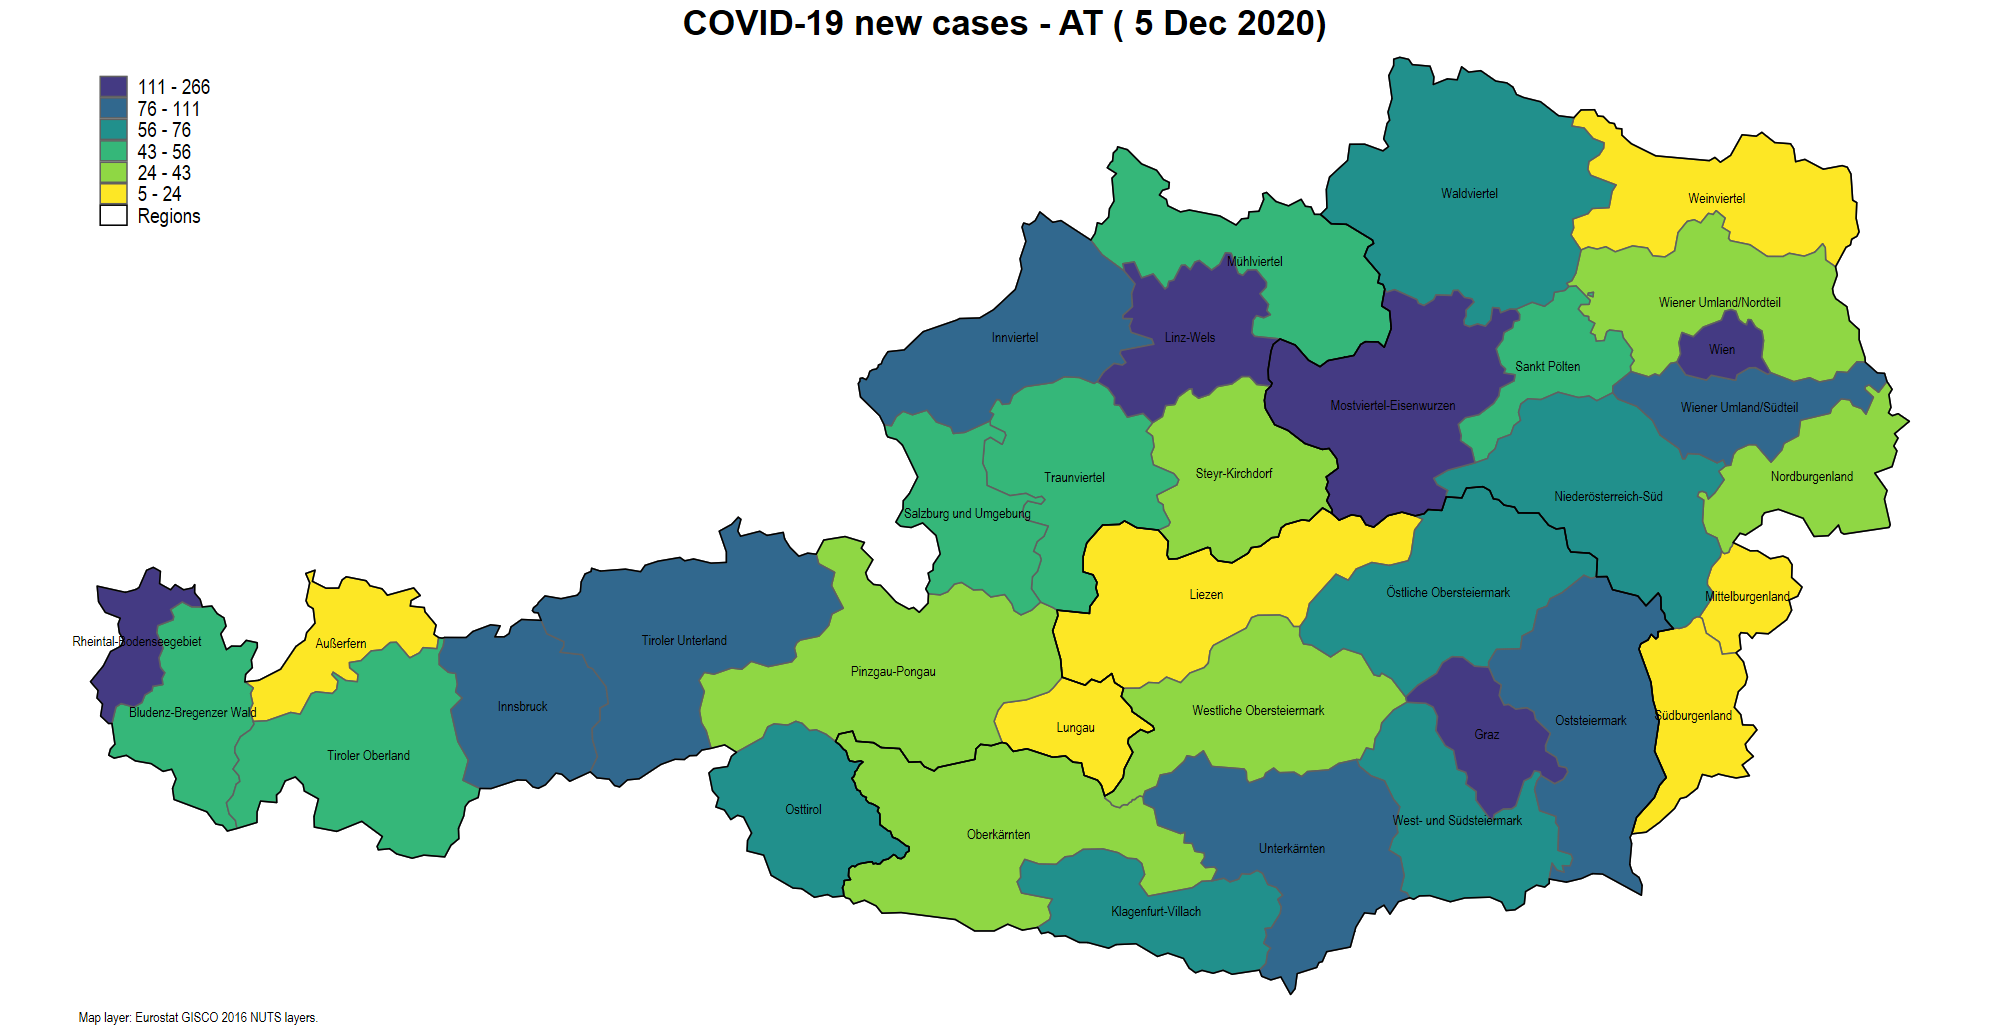 COVID-19 new cases - AT ( 5 Dec 2020)
111 - 266
76 - 111
56 - 76
43 - 56
24 - 43
5 - 24
Regions
Waldviertel
Weinviertel
Mühlviertel
Wiener Umland/Nordteil
Innviertel
Linz-Wels
Wien
Sankt Pölten
Mostviertel-Eisenwurzen
Wiener Umland/Südteil
Steyr-Kirchdorf
Traunviertel
Nordburgenland
Niederösterreich-Süd
Salzburg und Umgebung
Liezen
Östliche Obersteiermark
Mittelburgenland
Rheintal-Bodenseegebiet
Außerfern
Tiroler Unterland
Pinzgau-Pongau
Innsbruck
Bludenz-Bregenzer Wald
Westliche Obersteiermark
Südburgenland
Oststeiermark
Lungau
Graz
Tiroler Oberland
Osttirol
West- und Südsteiermark
Oberkärnten
Unterkärnten
Klagenfurt-Villach
Map layer: Eurostat GISCO 2016 NUTS layers.